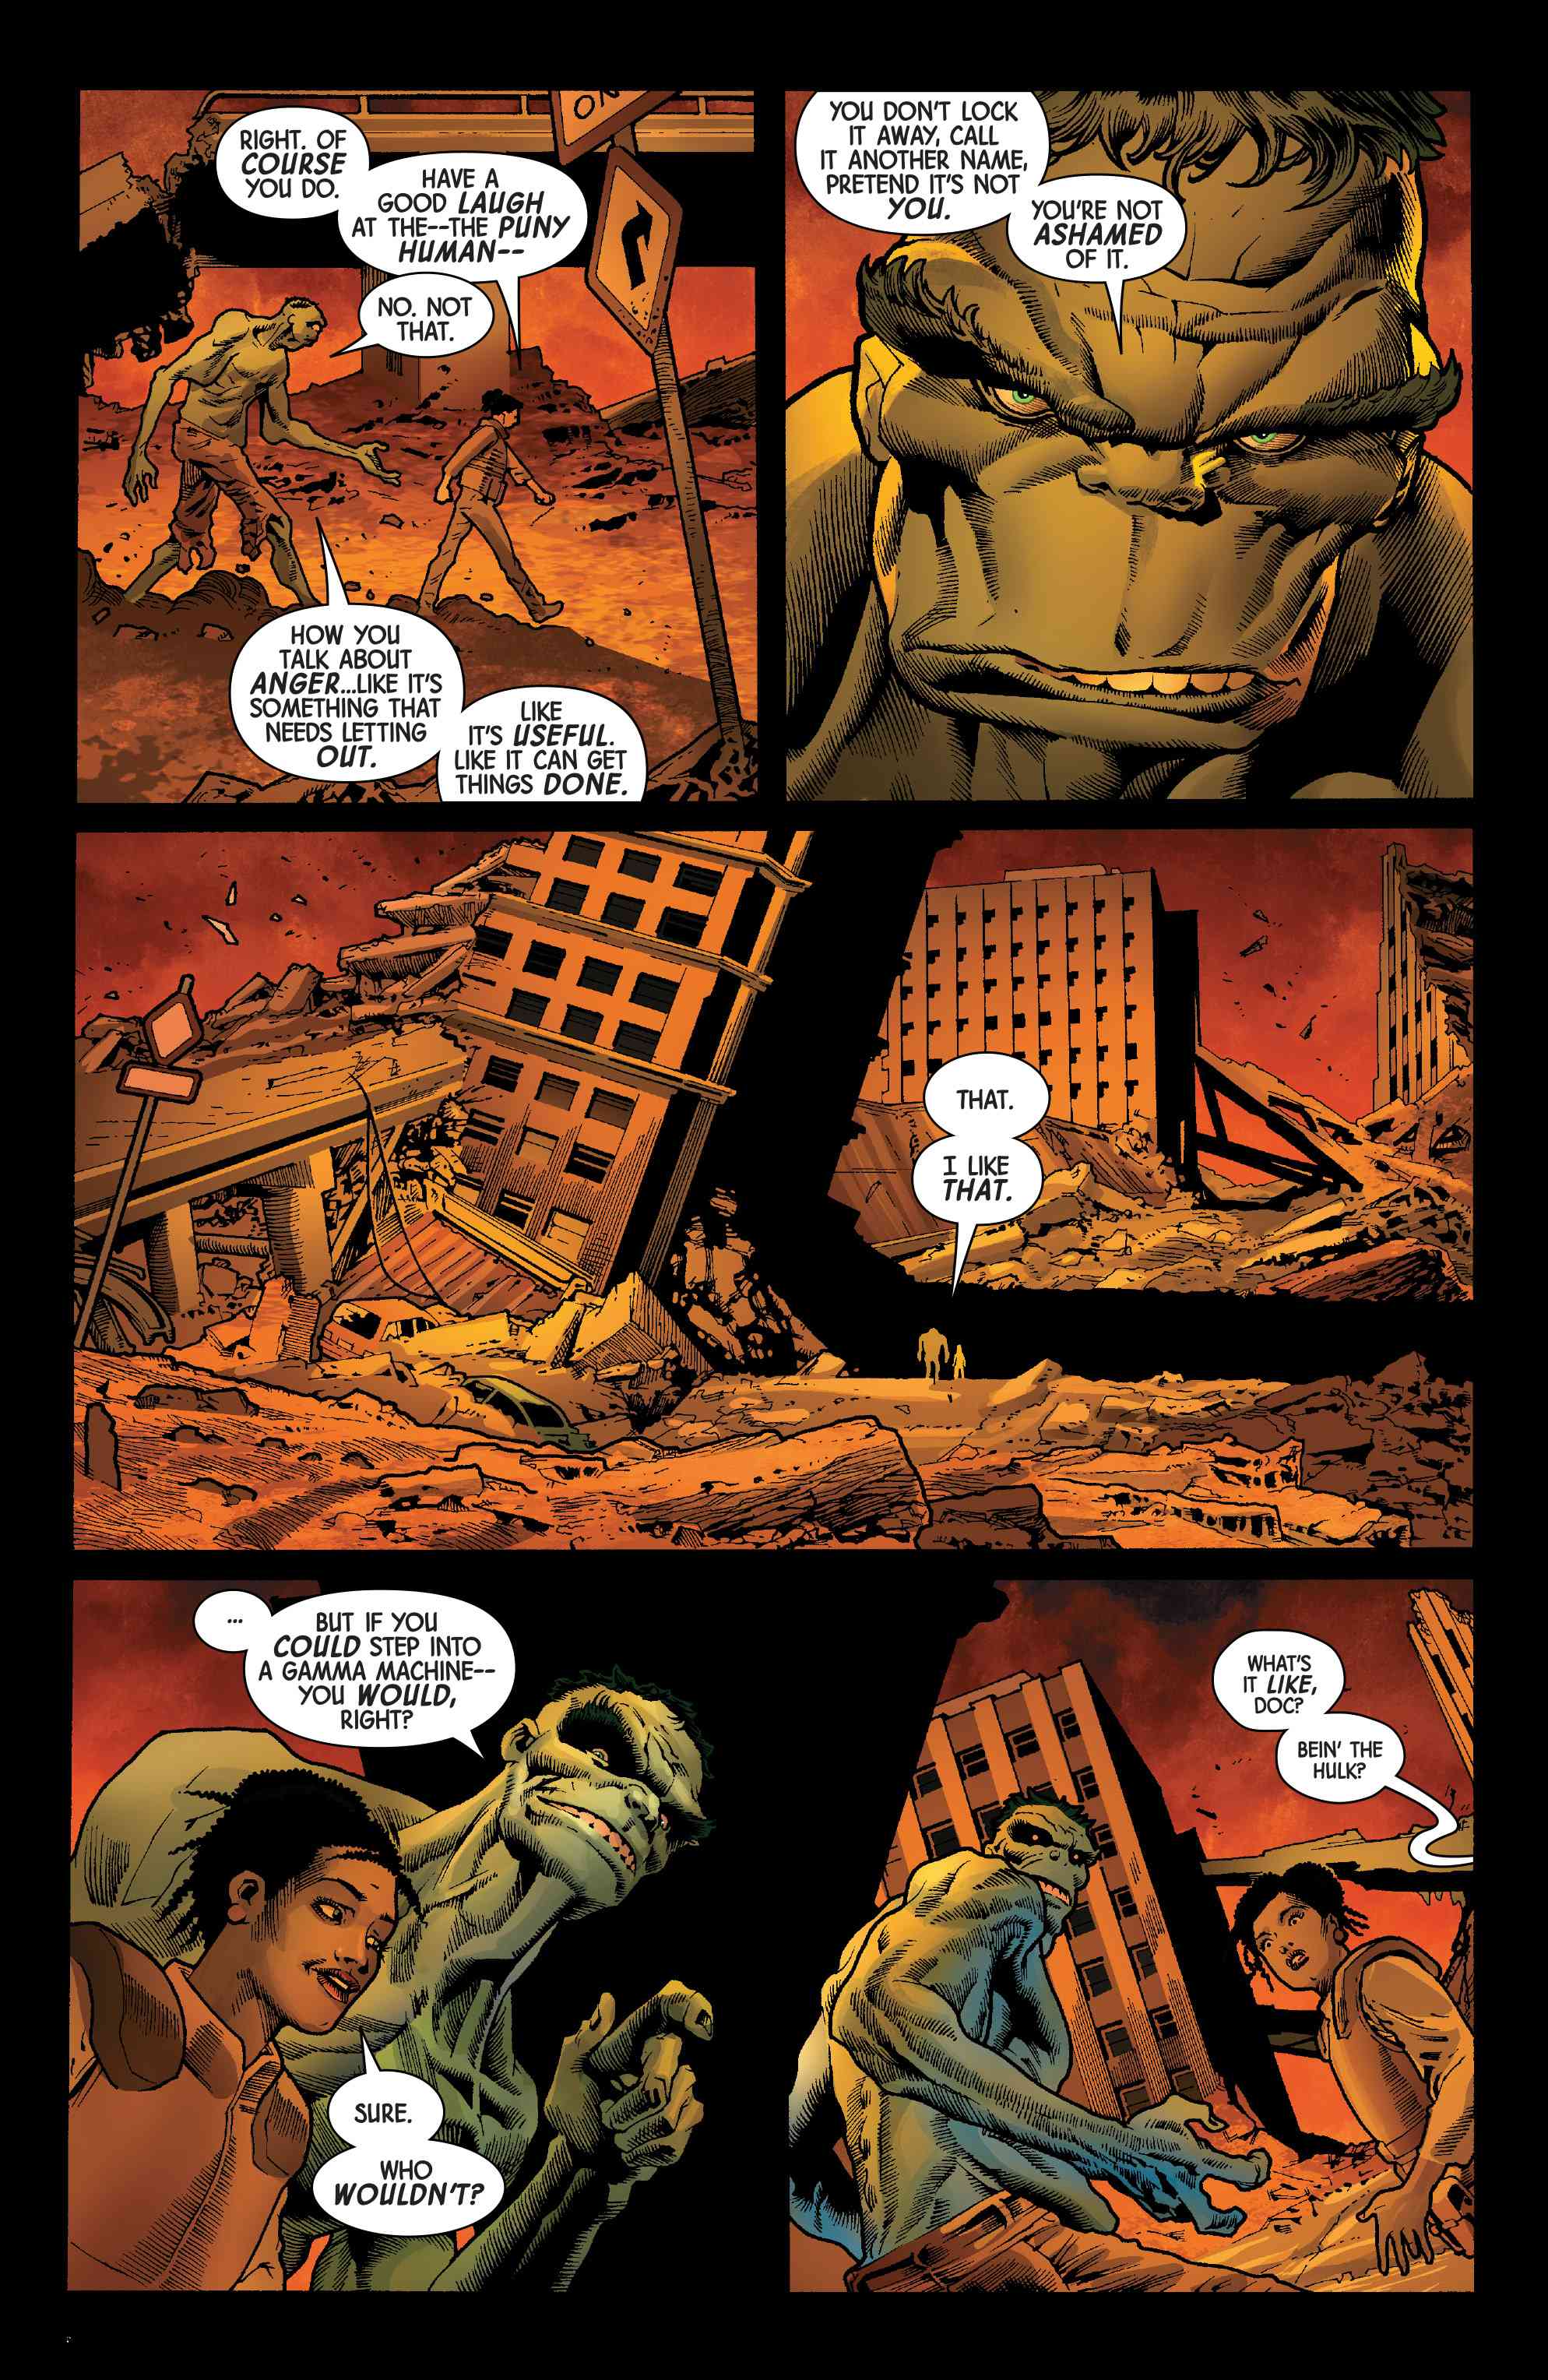 RIGHT. OF
COURSE
YOU DO.
HAVE A
GOOD LAUGH
AT THE--THE PUNY
HUMAN--
NO. NOT
THAT.
ON
HOW YOU
TALK ABOUT
ANGER...LIKE IT'S
SOMETHING THAT
NEEDS LETTING
OUT.
LIKE
IT'S USEFUL.
LIKE IT CAN GET
THINGS DONE.
YOU DON'T LOCK
IT AWAY, CALL
IT ANOTHER NAME,
PRETEND IT'S NOT
YOU.
YOU'RE NOT
ASHAMED
OF IT.
THAT.
I LIKE
THAT.
...
BUT IF YOU
COULD STEP INTO
A GAMMA MACHINE--
YOU WOULD,
RIGHT?
SURE.
WHO
WOULDN'T?
WHAT'S
IT LIKE,
DOC?
BEIN' THE
HULK?